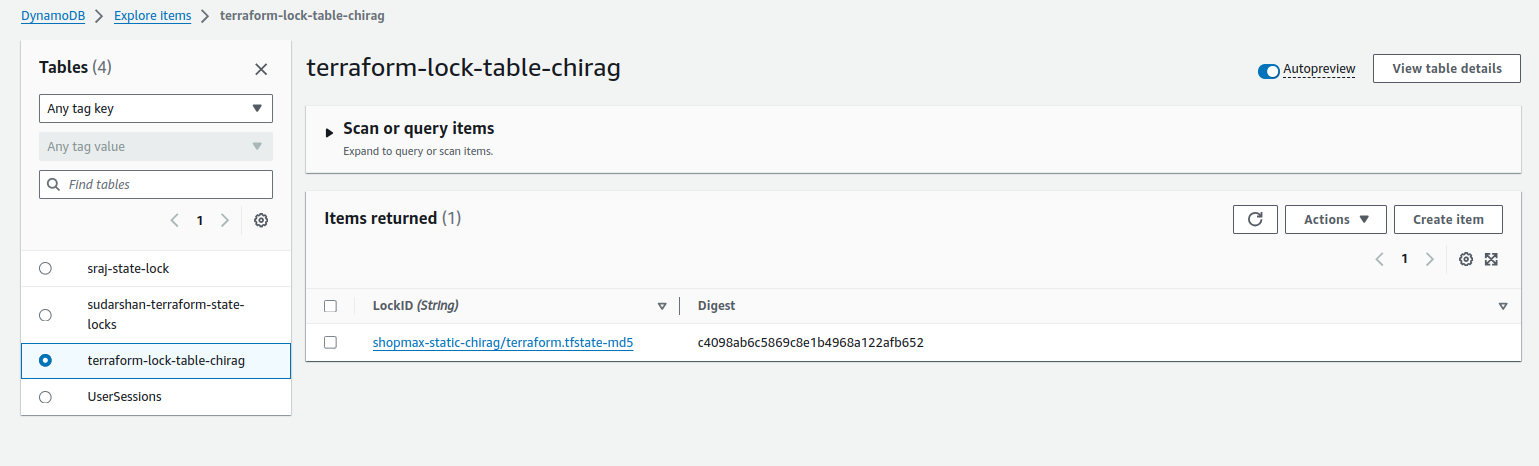 DynamoDB > Explore items > terraform-lock-table-chirag
Tables (4)
Any tag key
Any tag value
Find tables
1
sraj-state-lock
sudarshan-terraform-state-
locks
terraform-lock-table-chirag
UserSessions
terraform-lock-table-chirag
Autopreview
View table details
Scan or query items
Expand to query or scan items.
Items returned (1)
Actions
Create item
1
LockID (String)
Digest
shopmax-static-chirag/terraform.tfstate-md5
c4098ab6c5869c8e1b4968a122afb652